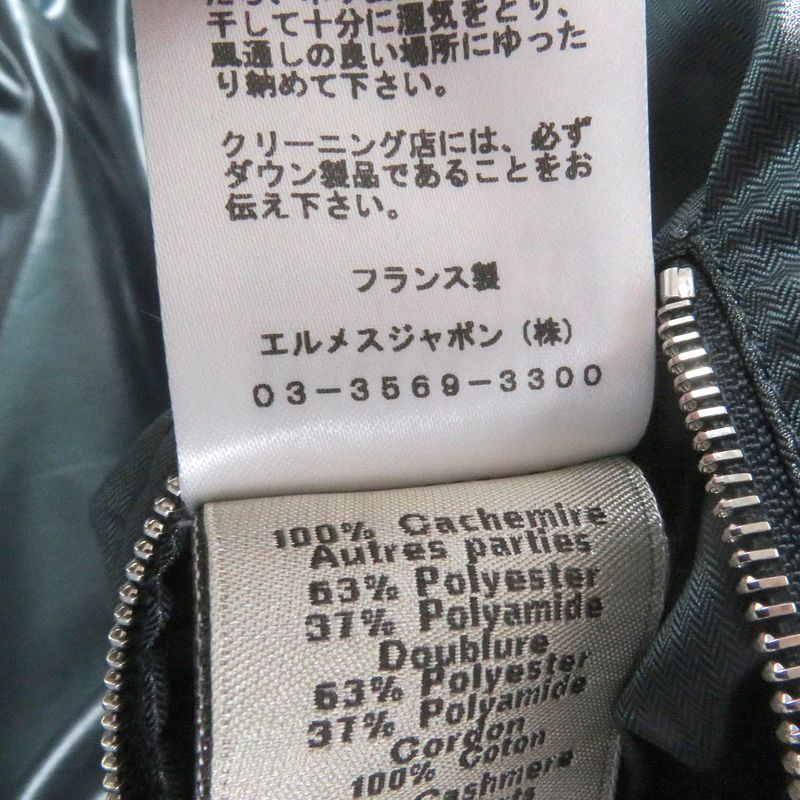 干して十分に湿気をとり、
風通しの良い場所にゆった
り納めて下さい。
クリーニング店には、必ず
ダウン製品であることをお
伝え下さい。
フランス製
エルメスジャポン（株）
03-3569-3300
100% Cachemire
Autres parties
63% Polyester
37% Polyamide
Doublure
63% Polyester
37% Polyamide
Cordon
100% Coton
Cashmere